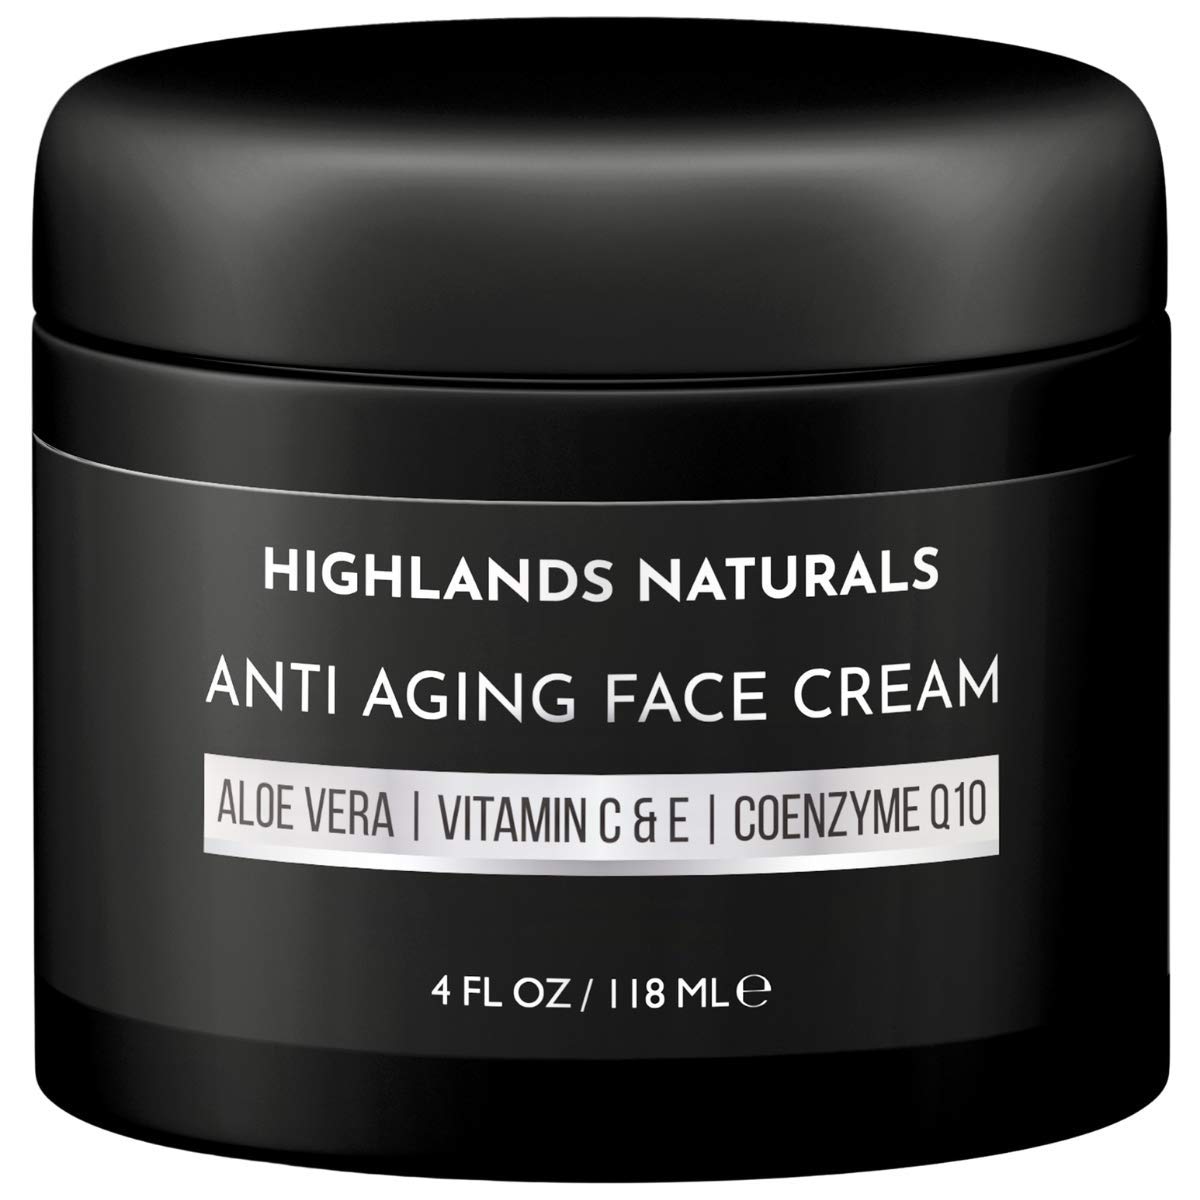 HIGHLANDS NATURALS
ANTI AGING FACE CREAM
ALOE VERA | VITAMIN C & E | COENZYME Q10
4 FL OZ / 118 ML ℮